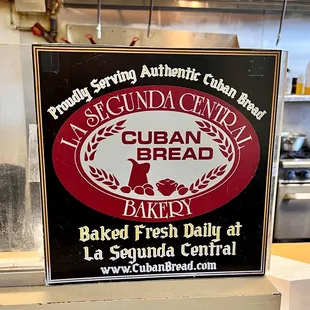 Proudly Serving Authentic Cuban Bread
LA SEGUNDA CENTRAL
CUBAN
BREAD
BAKERY
Baked Fresh Daily at
La Segunda Central
www.CubanBread.com